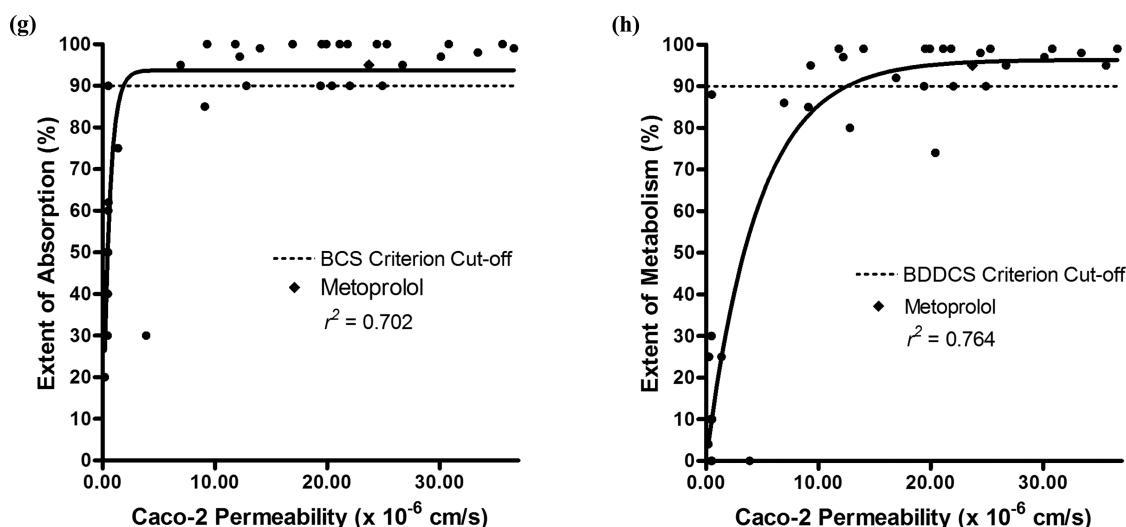 (g)
Extent of Absorption (%)
100
90
80
70
60
50
40
30
20
10
0
0.00 10.00 20.00 30.00
Caco-2 Permeability (x 10⁻⁶ cm/s)
BCS Criterion Cut-off
Metoprolol
r² = 0.702
(h)
Extent of Metabolism (%)
100
90
80
70
60
50
40
30
20
10
0
0.00 10.00 20.00 30.00
Caco-2 Permeability (x 10⁻⁶ cm/s)
BDDCS Criterion Cut-off
Metoprolol
r² = 0.764